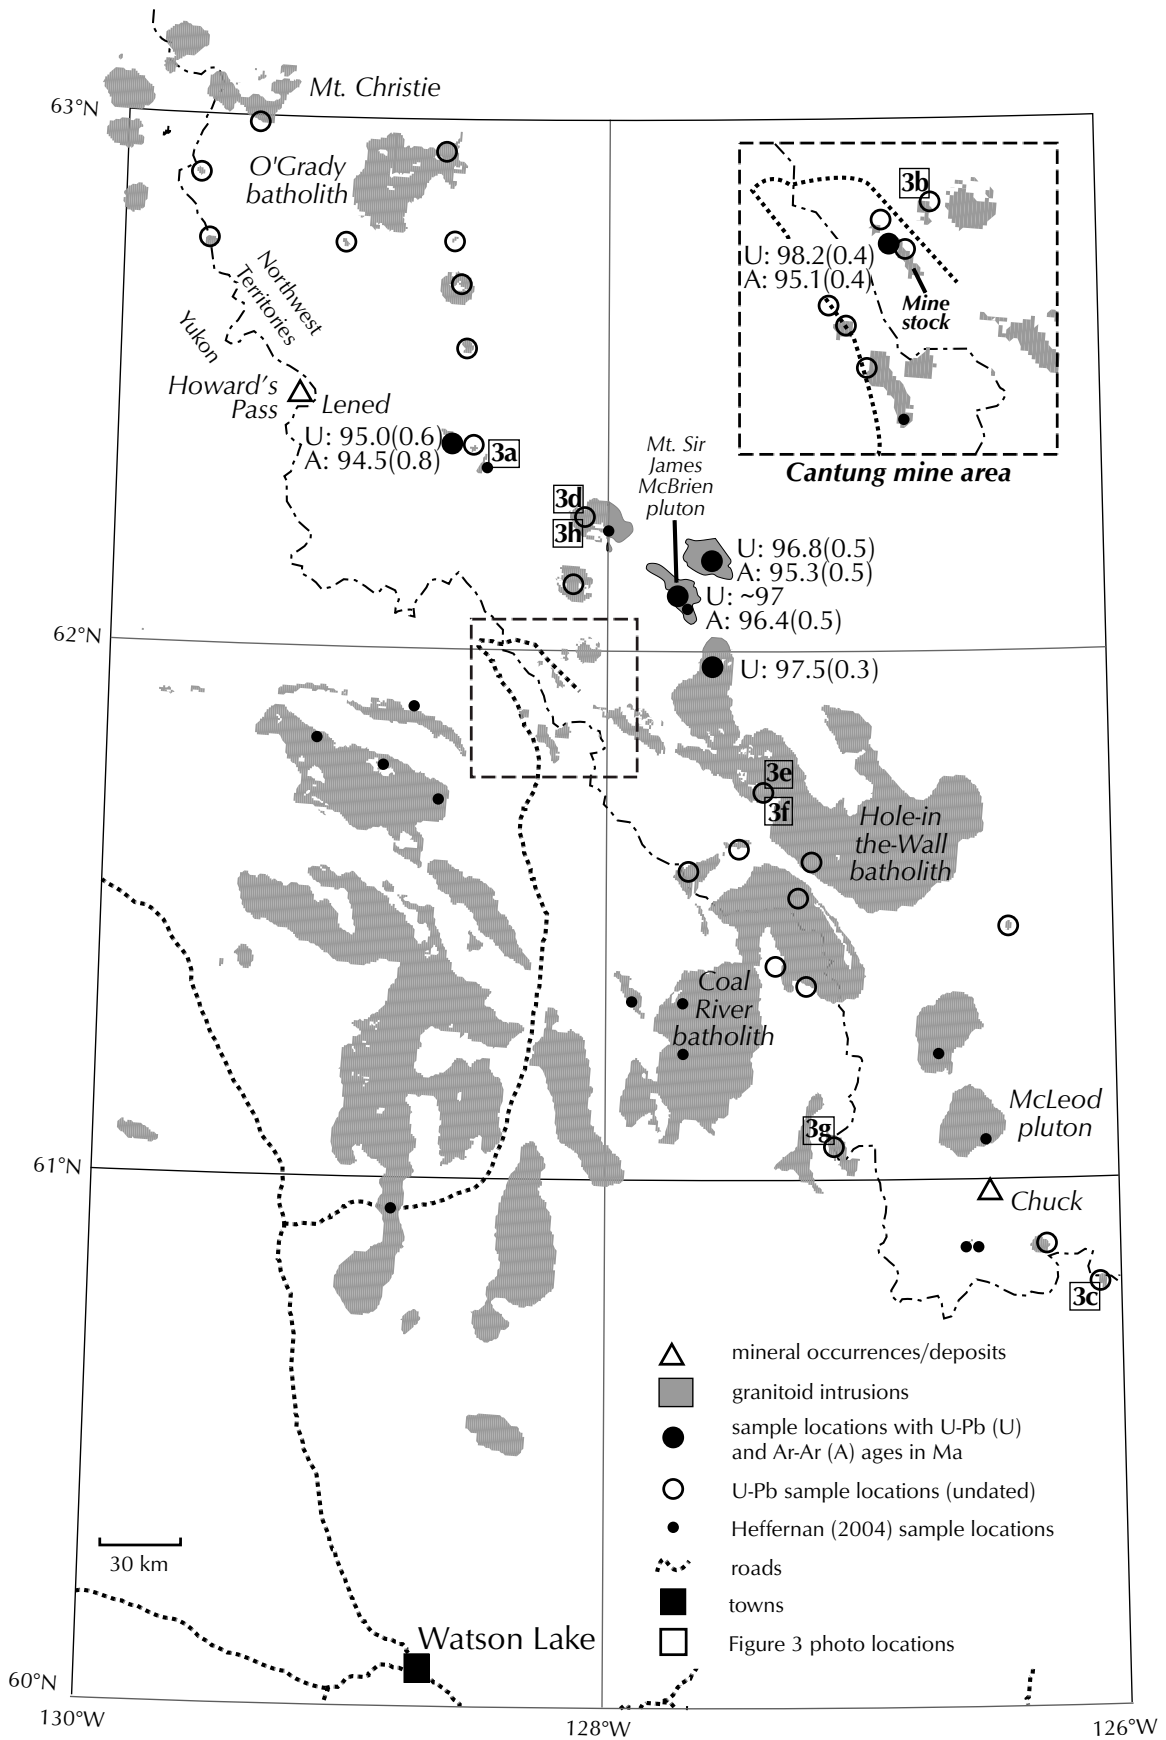 Mt. Christie
63°N
O'Grady
batholith
3b
U: 98.2(0.4)
A: 95.1(0.4)
Mine
stock
Northwest
Territories
Yukon
Howard's
Pass
Lened
U: 95.0(0.6)
A: 94.5(0.8)
3a
Cantung mine area
Mt. Sir
James
McBrien
pluton
3d
3h
U: 96.8(0.5)
A: 95.3(0.5)
U: ~97
A: 96.4(0.5)
62°N
U: 97.5(0.3)
3e
3f
Hole-in
the-Wall
batholith
Coal
River
batholith
McLeod
pluton
3g
61°N
Chuck
3c
mineral occurrences/deposits
granitoid intrusions
sample locations with U-Pb (U)
and Ar-Ar (A) ages in Ma
U-Pb sample locations (undated)
Heffernan (2004) sample locations
roads
towns
Figure 3 photo locations
30 km
Watson Lake
60°N
130°W
128°W
126°W